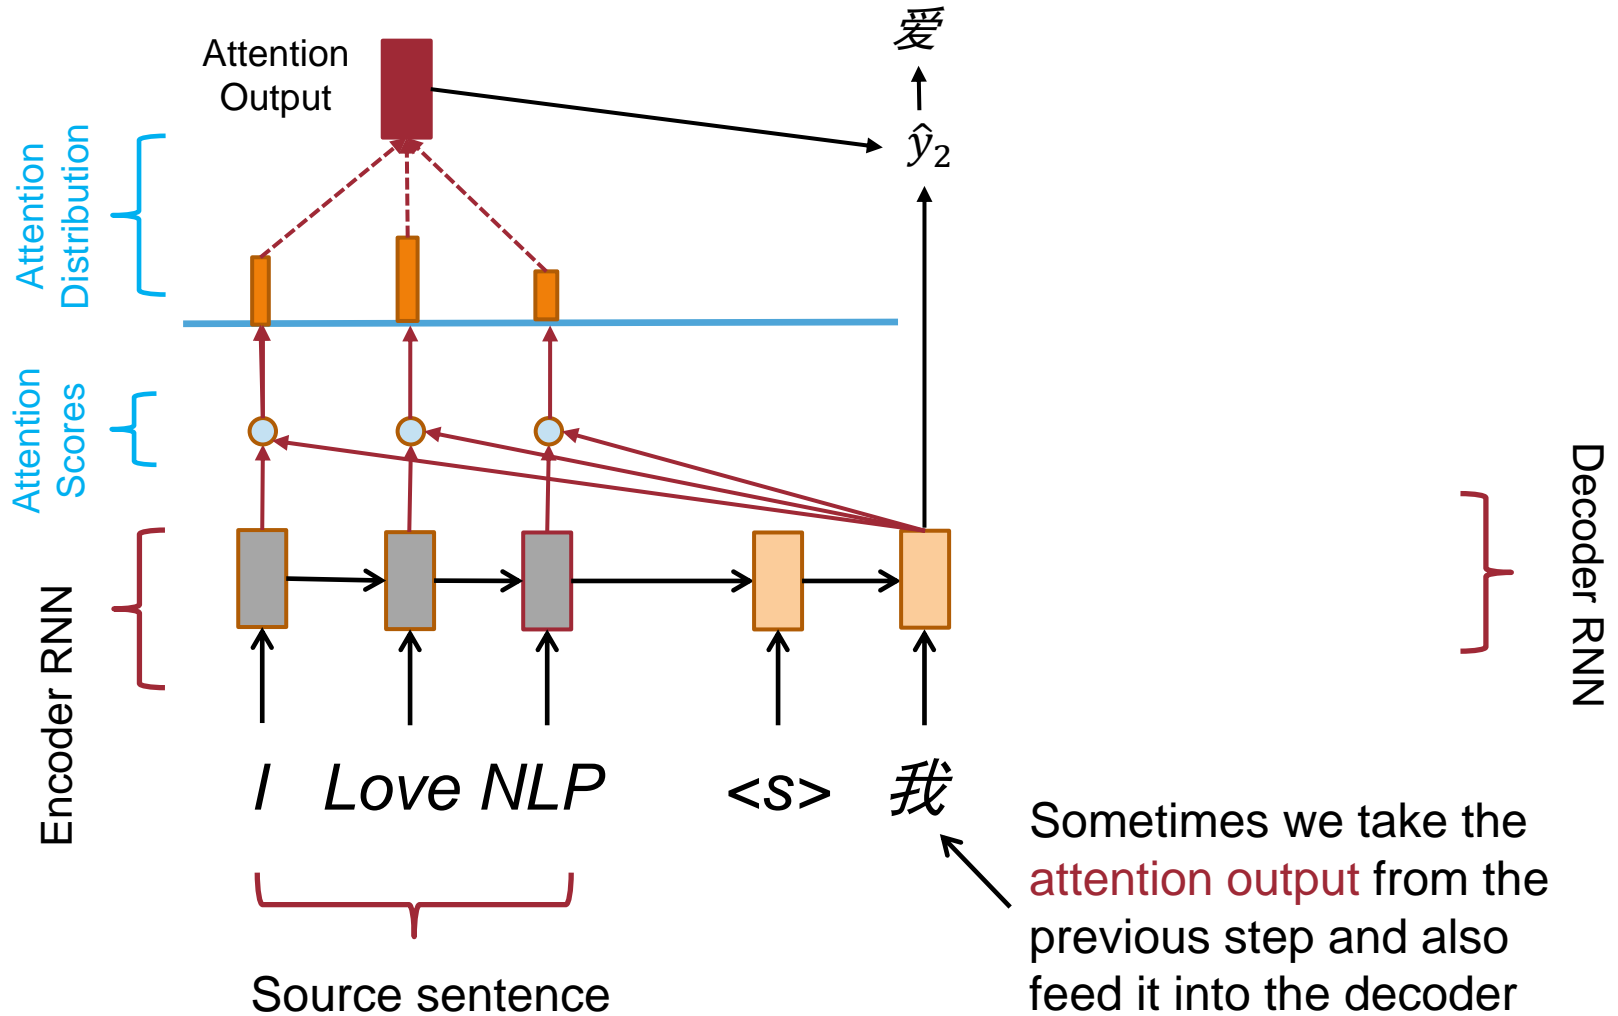 Attention
Output
爱
ŷ₂
Attention
Distribution
Attention
Scores
Encoder RNN
Decoder RNN
I Love NLP <s> 我
Source sentence
Sometimes we take the
attention output from the
previous step and also
feed it into the decoder